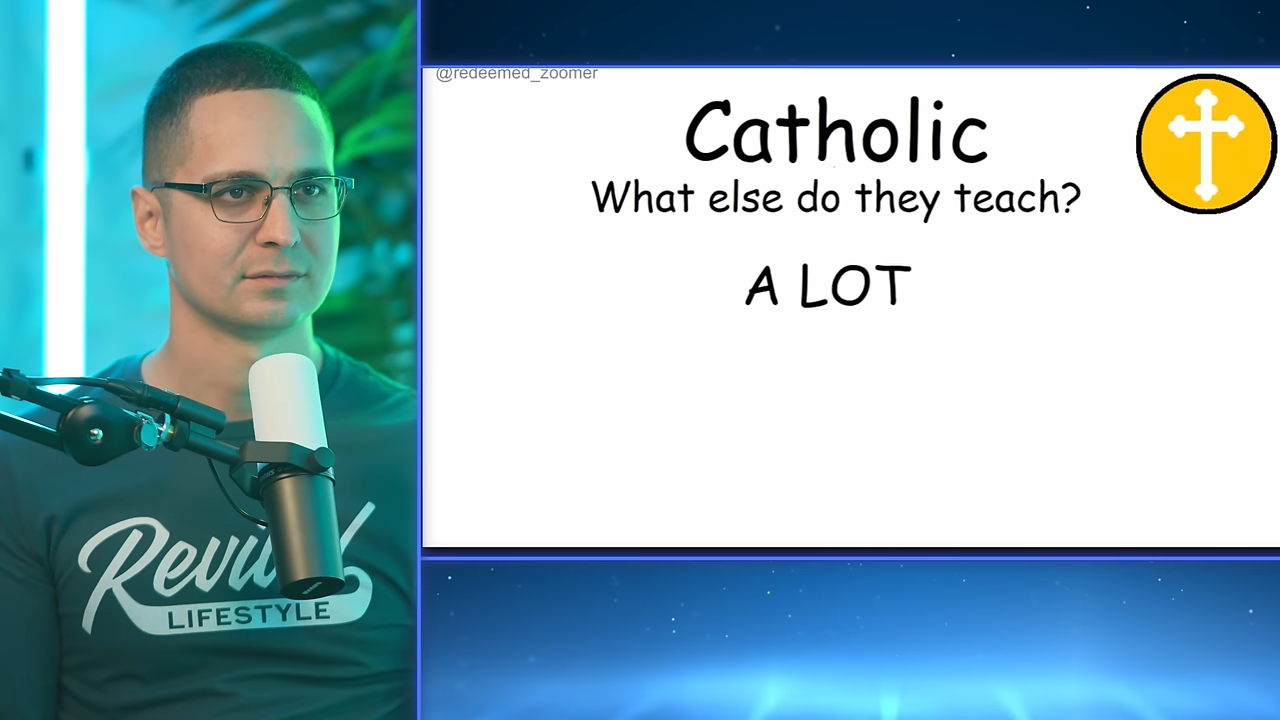 @redeemed_zoomer
Catholic
What else do they teach?
A LOT
LIFESTYLE